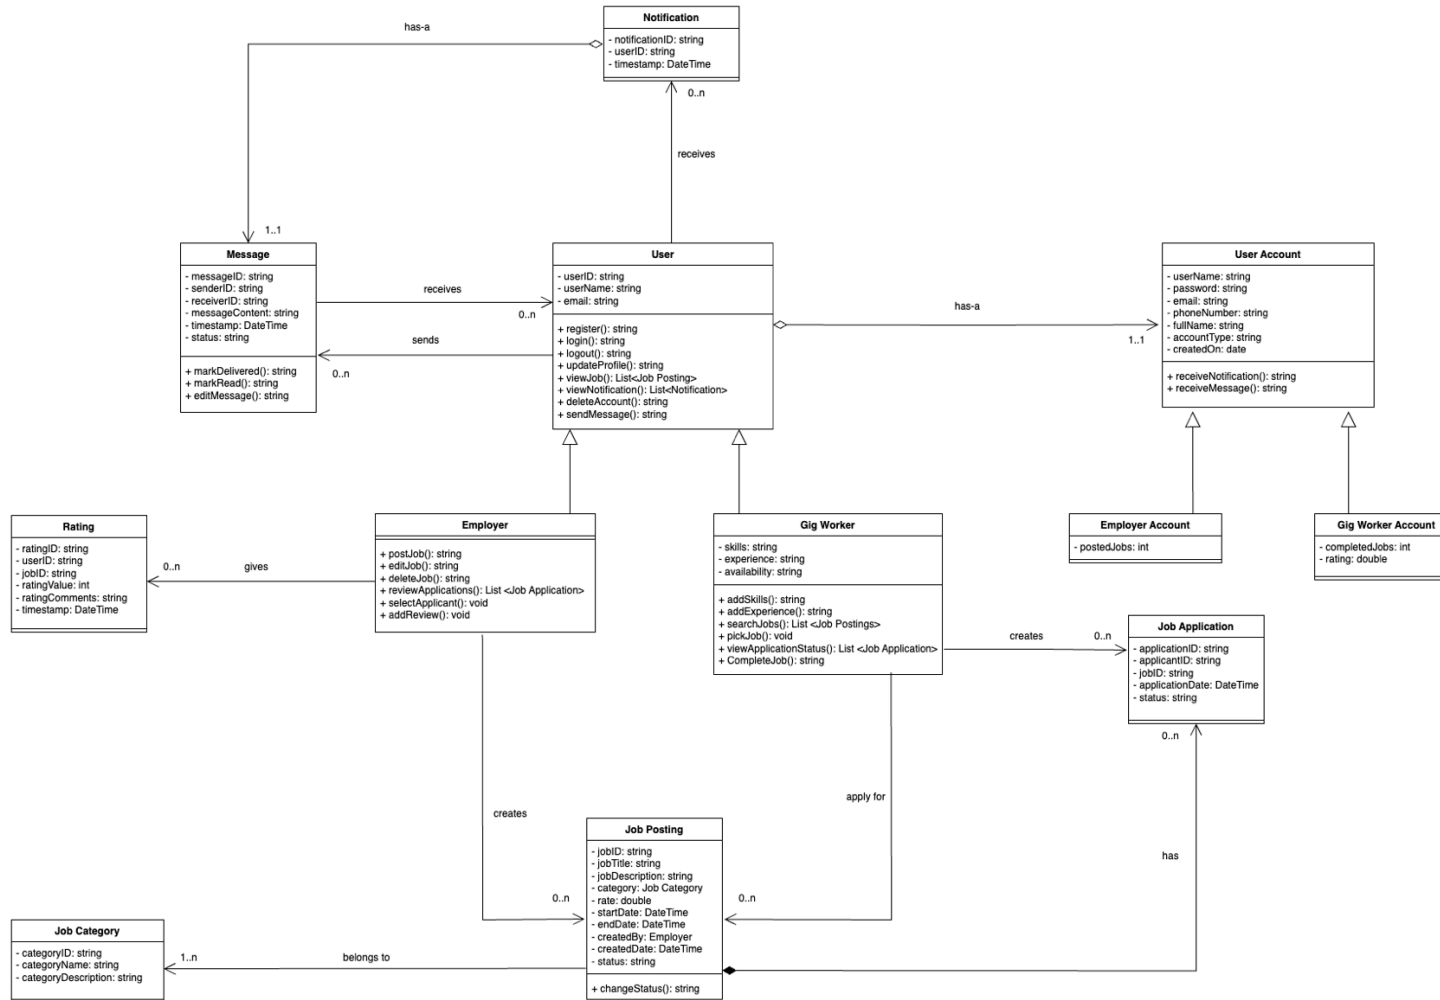 Notification
- notificationID: string
- userID: string
- timestamp: DateTime
has-a
0..n
receives
1..1
Message
- messageID: string
- senderID: string
- receiverID: string
- messageContent: string
- timestamp: DateTime
- status: string
+ markDelivered(): string
+ markRead(): string
+ editMessage(): string
receives
0..n
sends
0..n
User
- userID: string
- userName: string
- email: string
+ register(): string
+ login(): string
+ logout(): string
+ updateProfile(): string
+ viewJob(): List<Job Posting>
+ viewNotification(): List<Notification>
+ deleteAccount(): string
+ sendMessage(): string
has-a
1..1
User Account
- userName: string
- password: string
- email: string
- phoneNumber: string
- fullName: string
- accountType: string
- createdOn: date
+ receiveNotification(): string
+ receiveMessage(): string
Rating
- ratingID: string
- userID: string
- jobID: string
- ratingValue: int
- ratingComments: string
- timestamp: DateTime
0..n
gives
Employer
+ postJob(): string
+ editJob(): string
+ deleteJob(): string
+ reviewApplications(): List <Job Application>
+ selectApplicant(): void
+ addReview(): void
Gig Worker
- skills: string
- experience: string
- availability: string
+ addSkills(): string
+ addExperience(): string
+ searchJobs(): List <Job Postings>
+ pickJob(): void
+ viewApplicationStatus(): List <Job Application>
+ CompleteJob(): string
Employer Account
- postedJobs: int
Gig Worker Account
- completedJobs: int
- rating: double
creates
0..n
Job Application
- applicationID: string
- applicantID: string
- jobID: string
- applicationDate: DateTime
- status: string
0..n
creates
0..n
apply for
0..n
has
Job Posting
- jobID: string
- jobTitle: string
- jobDescription: string
- category: Job Category
- rate: double
- startDate: DateTime
- endDate: DateTime
- createdBy: Employer
- createdDate: DateTime
- status: string
+ changeStatus(): string
Job Category
- categoryID: string
- categoryName: string
- categoryDescription: string
1..n
belongs to